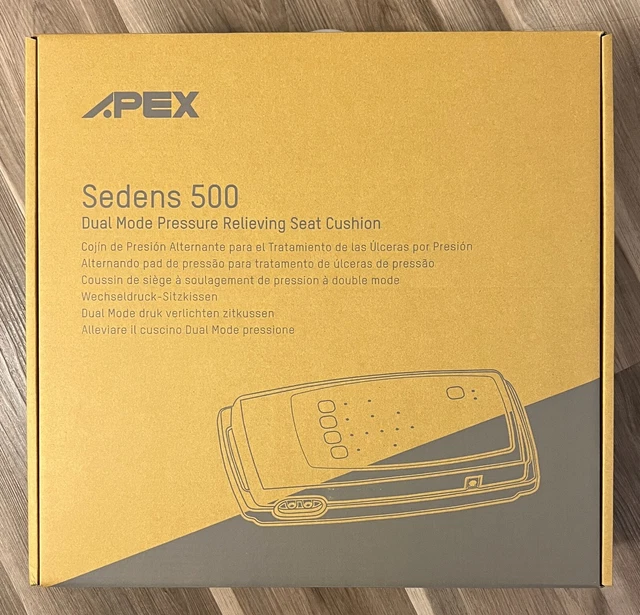 APEX
Sedens 500
Dual Mode Pressure Relieving Seat Cushion
Cojín de Presión Alternante para el Tratamiento de las Úlceras por Presión
Alternando pad de pressão para tratamento de úlceras de pressão
Coussin de siège à soulagement de pression à double mode
Wechseldruck-Sitzkissen
Dual Mode druk verlichten zitkussen
Alleviare il cuscino Dual Mode pressione